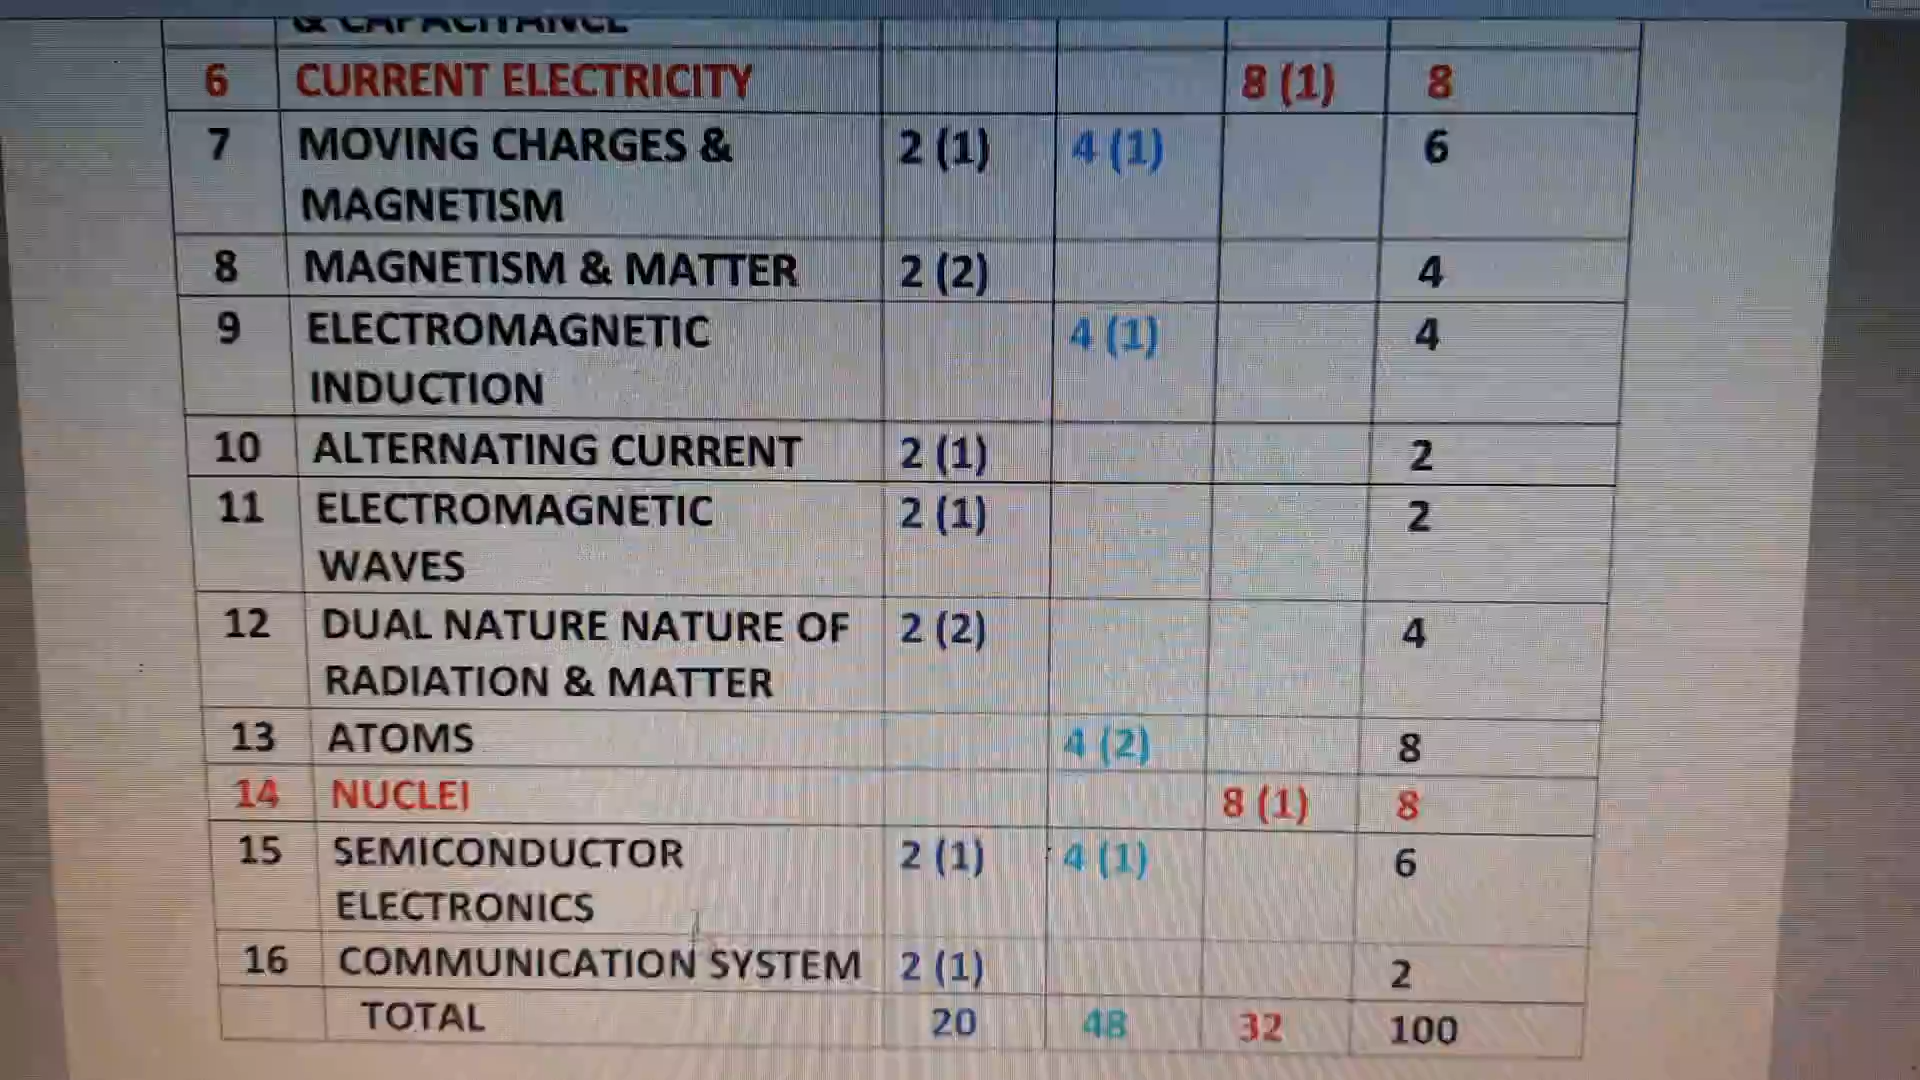 & CAPACITANCE
6 CURRENT ELECTRICITY 8 (1) 8
7 MOVING CHARGES & 2 (1) 4 (1) 6
MAGNETISM
8 MAGNETISM & MATTER 2 (2) 4
9 ELECTROMAGNETIC 4 (1) 4
INDUCTION
10 ALTERNATING CURRENT 2 (1) 2
11 ELECTROMAGNETIC 2 (1) 2
WAVES
12 DUAL NATURE NATURE OF 2 (2) 4
RADIATION & MATTER
13 ATOMS 4 (2) 8
14 NUCLEI 8 (1) 8
15 SEMICONDUCTOR 2 (1) 4 (1) 6
ELECTRONICS
16 COMMUNICATION SYSTEM 2 (1) 2
TOTAL 20 48 32 100